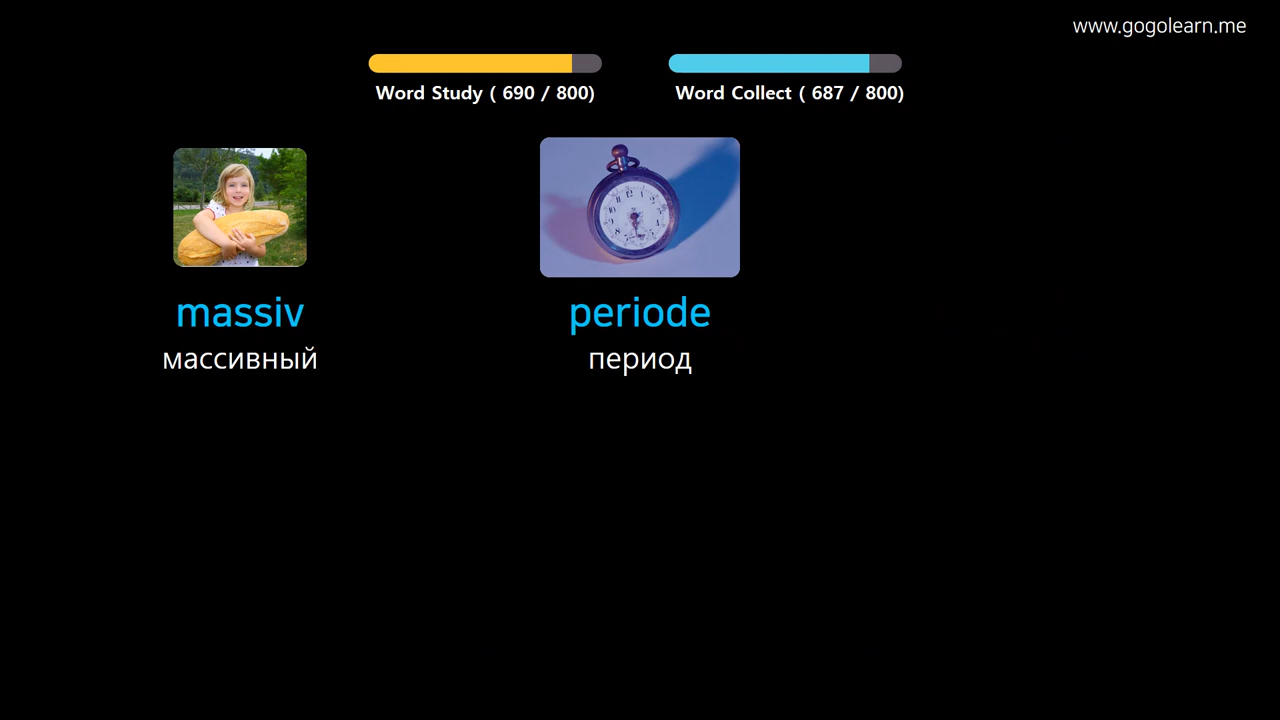 www.gogolearn.me
Word Study ( 690 / 800)
Word Collect ( 687 / 800)
massiv
массивный
periode
период